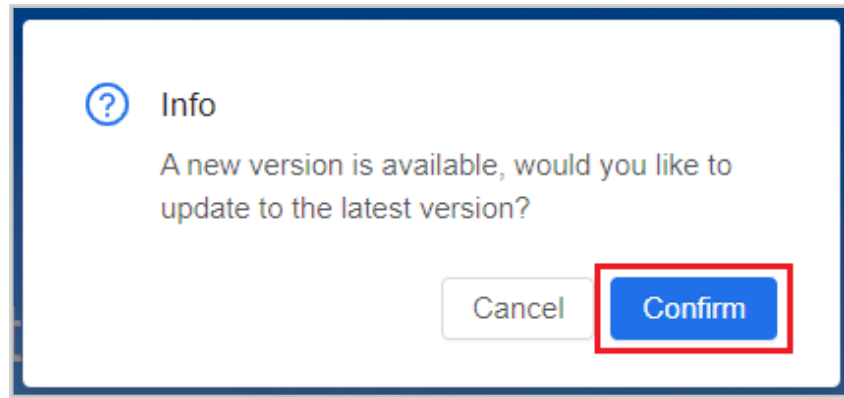 Info
A new version is available, would you like to
update to the latest version?
Cancel Confirm